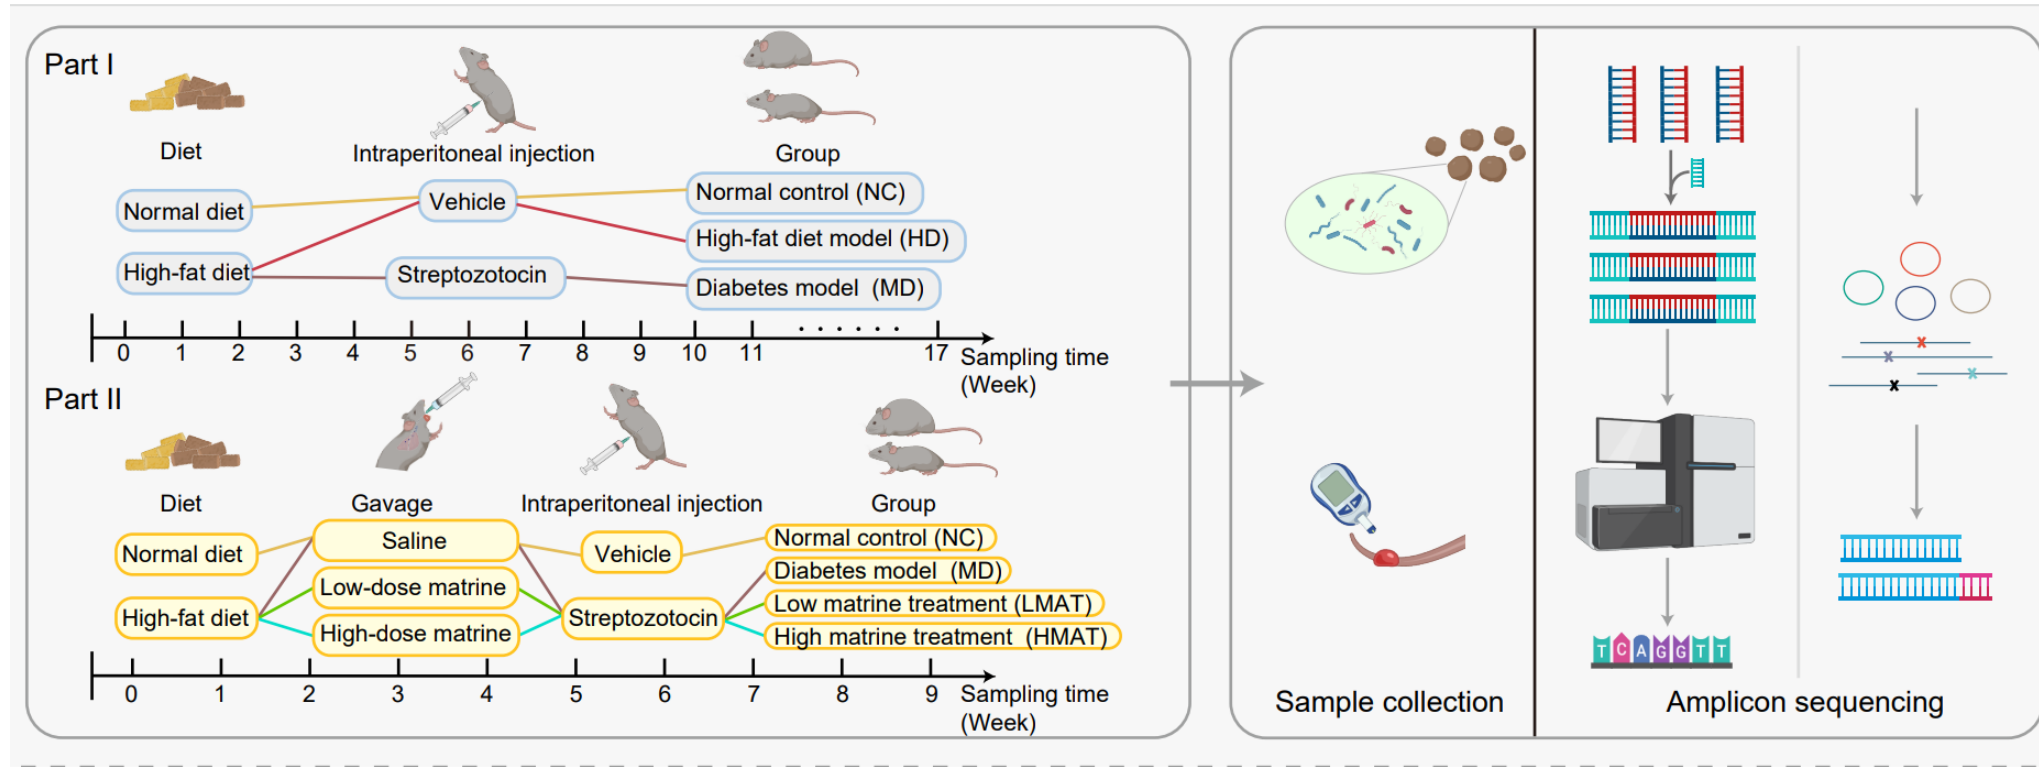 Part I
Diet
Intraperitoneal injection
Group
Normal diet
Vehicle
Normal control (NC)
High-fat diet model (HD)
High-fat diet
Streptozotocin
Diabetes model (MD)
0 1 2 3 4 5 6 7 8 9 10 11 17
Sampling time
(Week)
Part II
Diet
Gavage
Intraperitoneal injection
Group
Normal diet
Saline
Vehicle
Normal control (NC)
Diabetes model (MD)
Low-dose matrine
High-fat diet
Streptozotocin
Low matrine treatment (LMAT)
High-dose matrine
High matrine treatment (HMAT)
0 1 2 3 4 5 6 7 8 9
Sampling time
(Week)
Sample collection
TCAGGTT
Amplicon sequencing